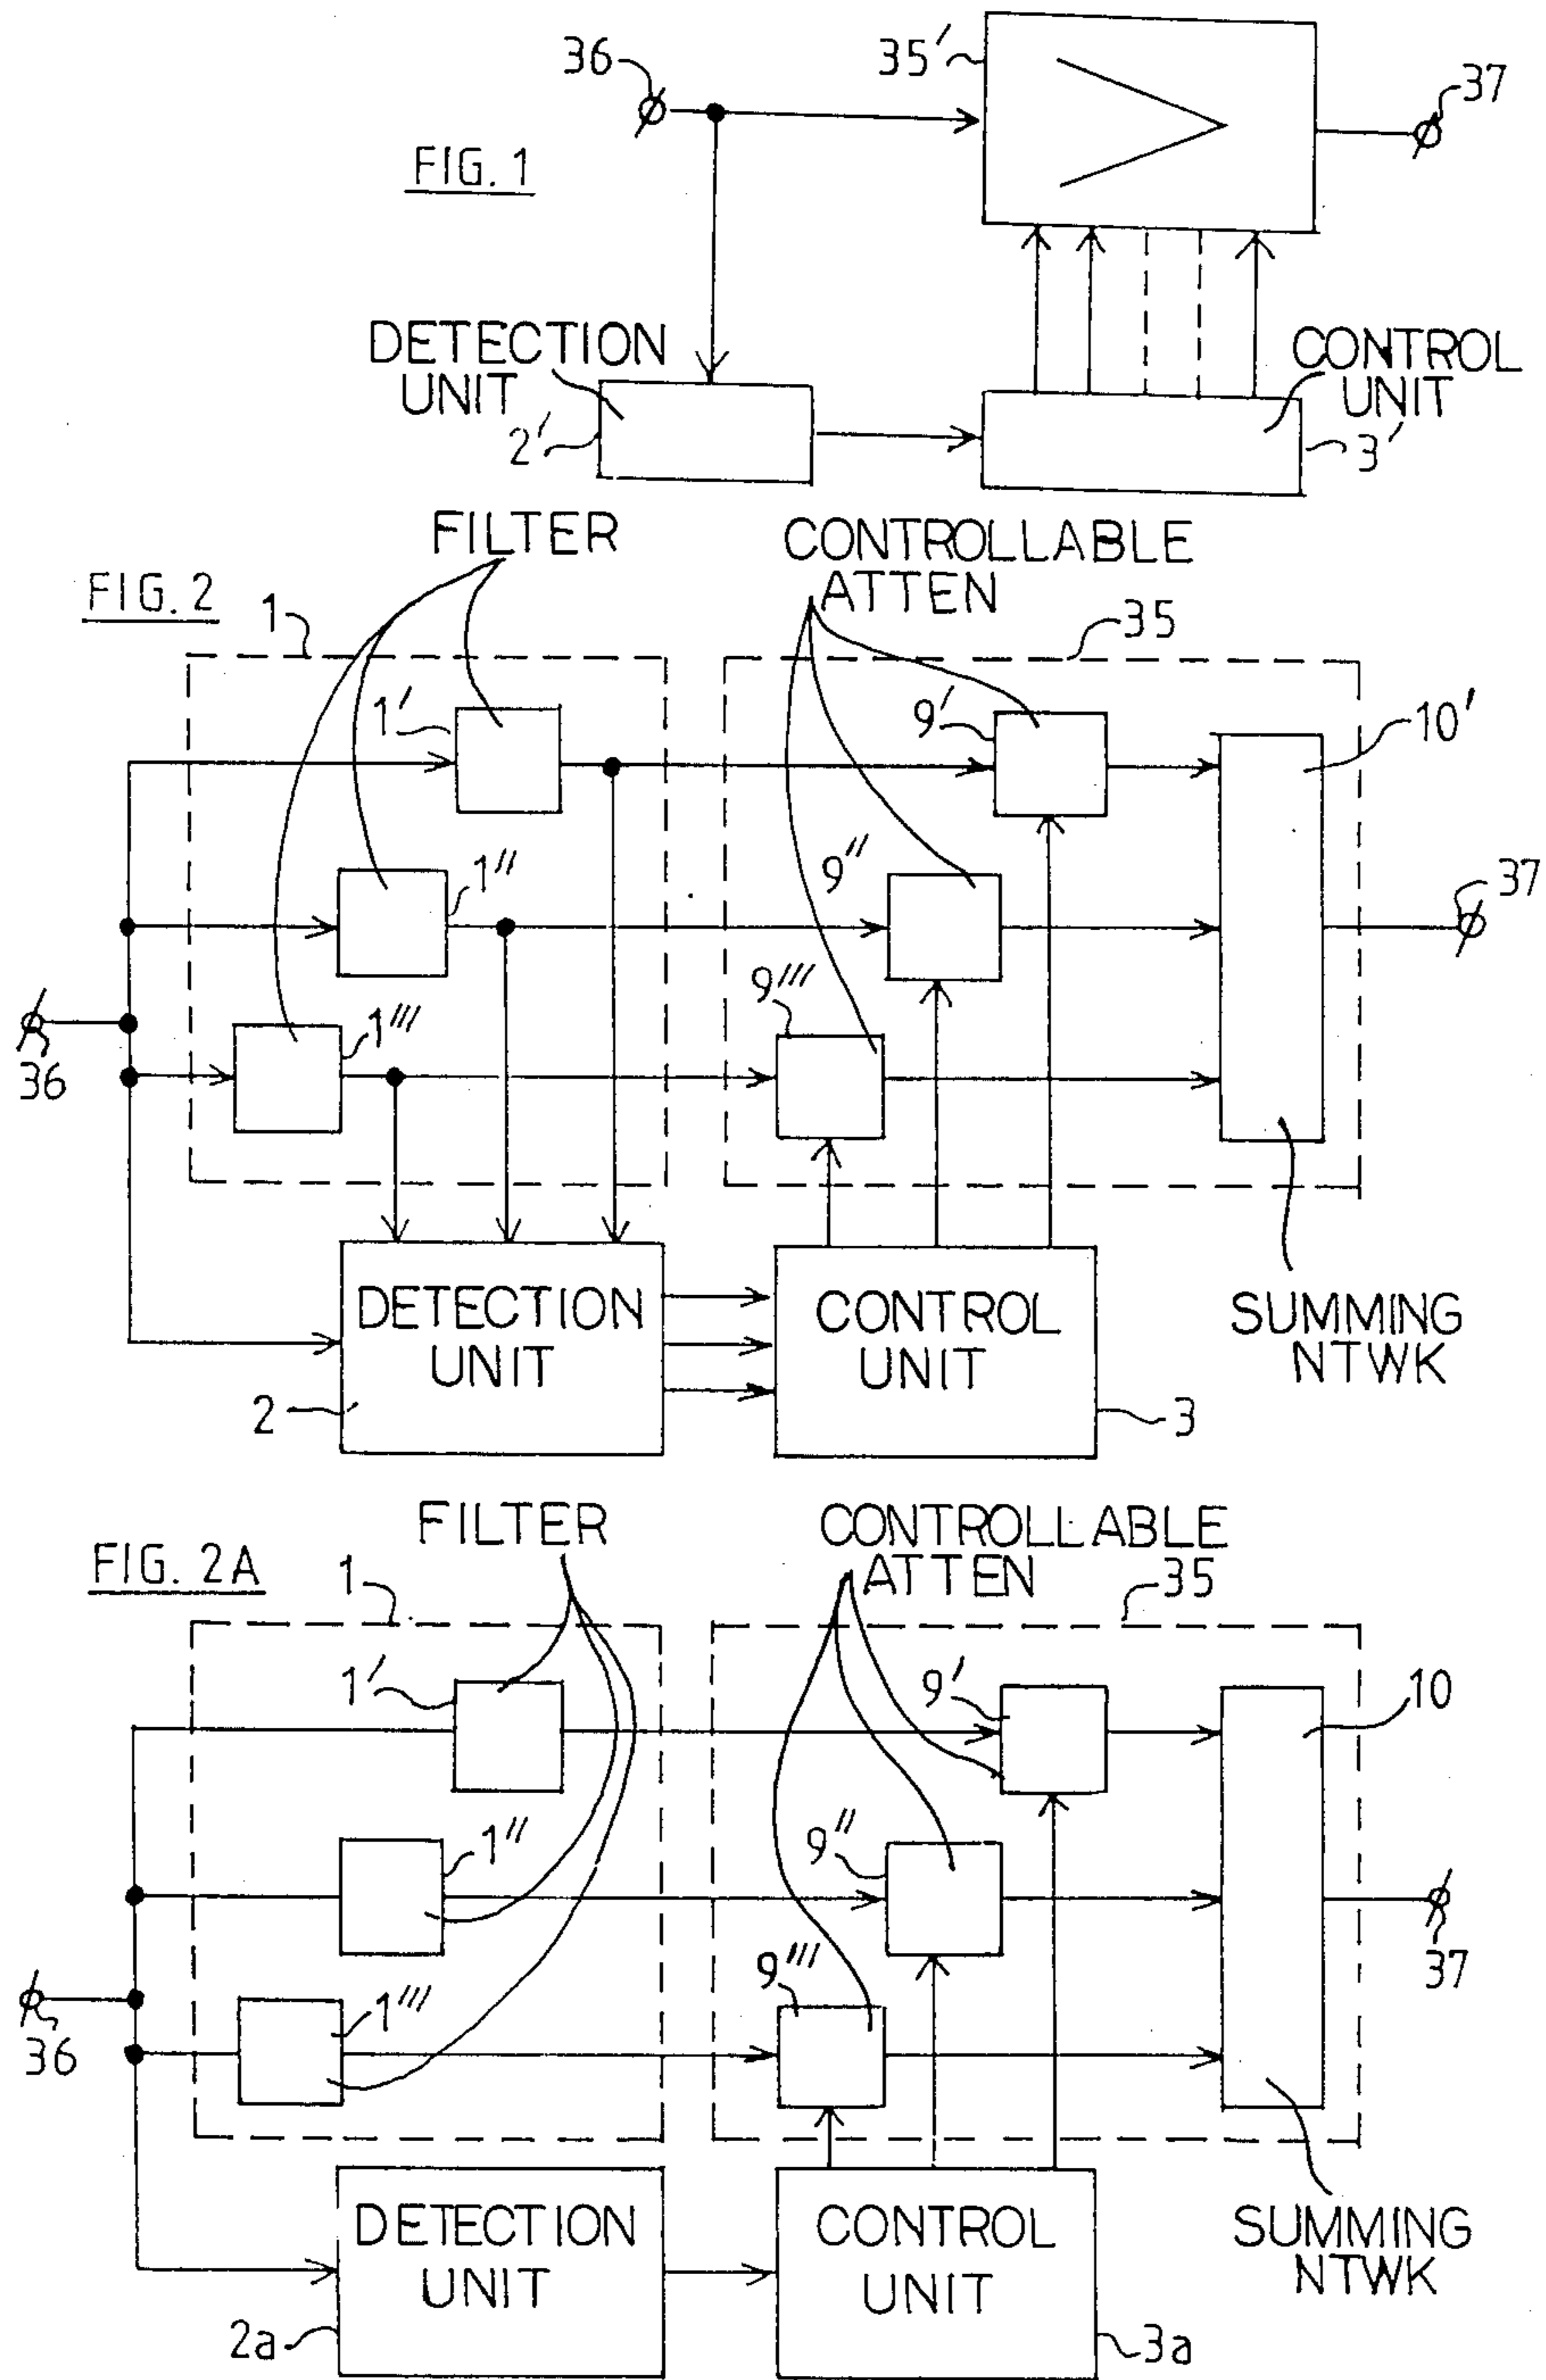 36
35′
37
FIG. 1
DETECTION
UNIT
2′
CONTROL
UNIT
3′
FILTER
CONTROLLABLE
ATTEN
FIG. 2
1
35
1′
9′
10′
1″
9″
37
1‴
9‴
36
DETECTION
UNIT
CONTROL
UNIT
SUMMING
NTWK
2
3
FILTER
CONTROLLABLE
ATTEN
FIG. 2A
1
35
1′
9′
10
1″
9″
37
1‴
9‴
36
DETECTION
UNIT
CONTROL
UNIT
SUMMING
NTWK
2a
3a